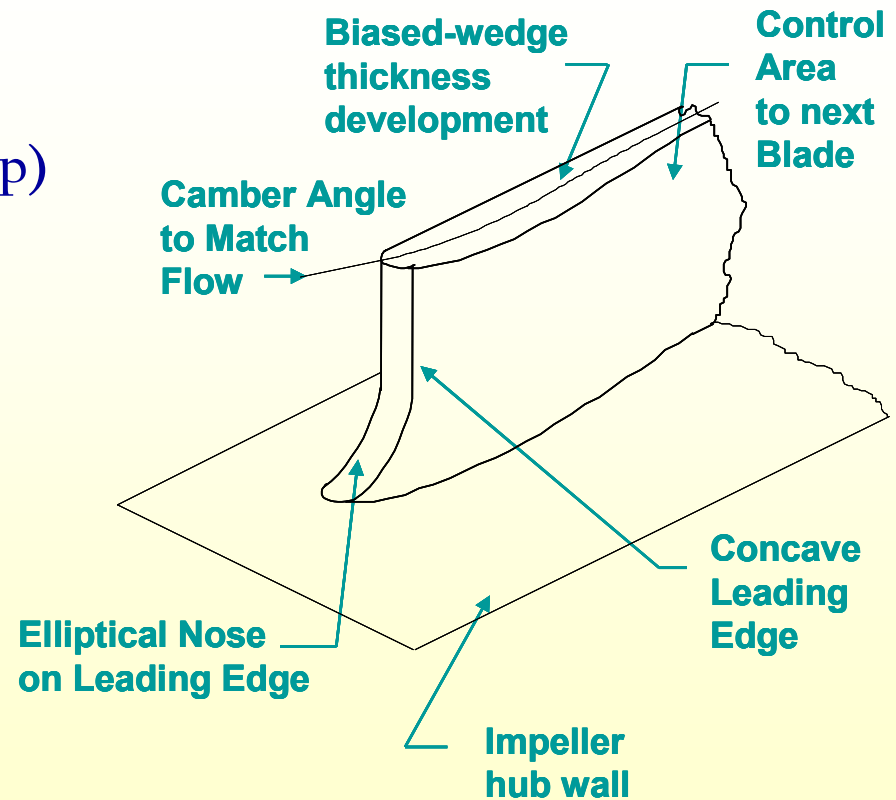 Biased-wedge
thickness
development
Control
Area
to next
Blade
p)
Camber Angle
to Match
Flow
Concave
Leading
Edge
Elliptical Nose
on Leading Edge
Impeller
hub wall